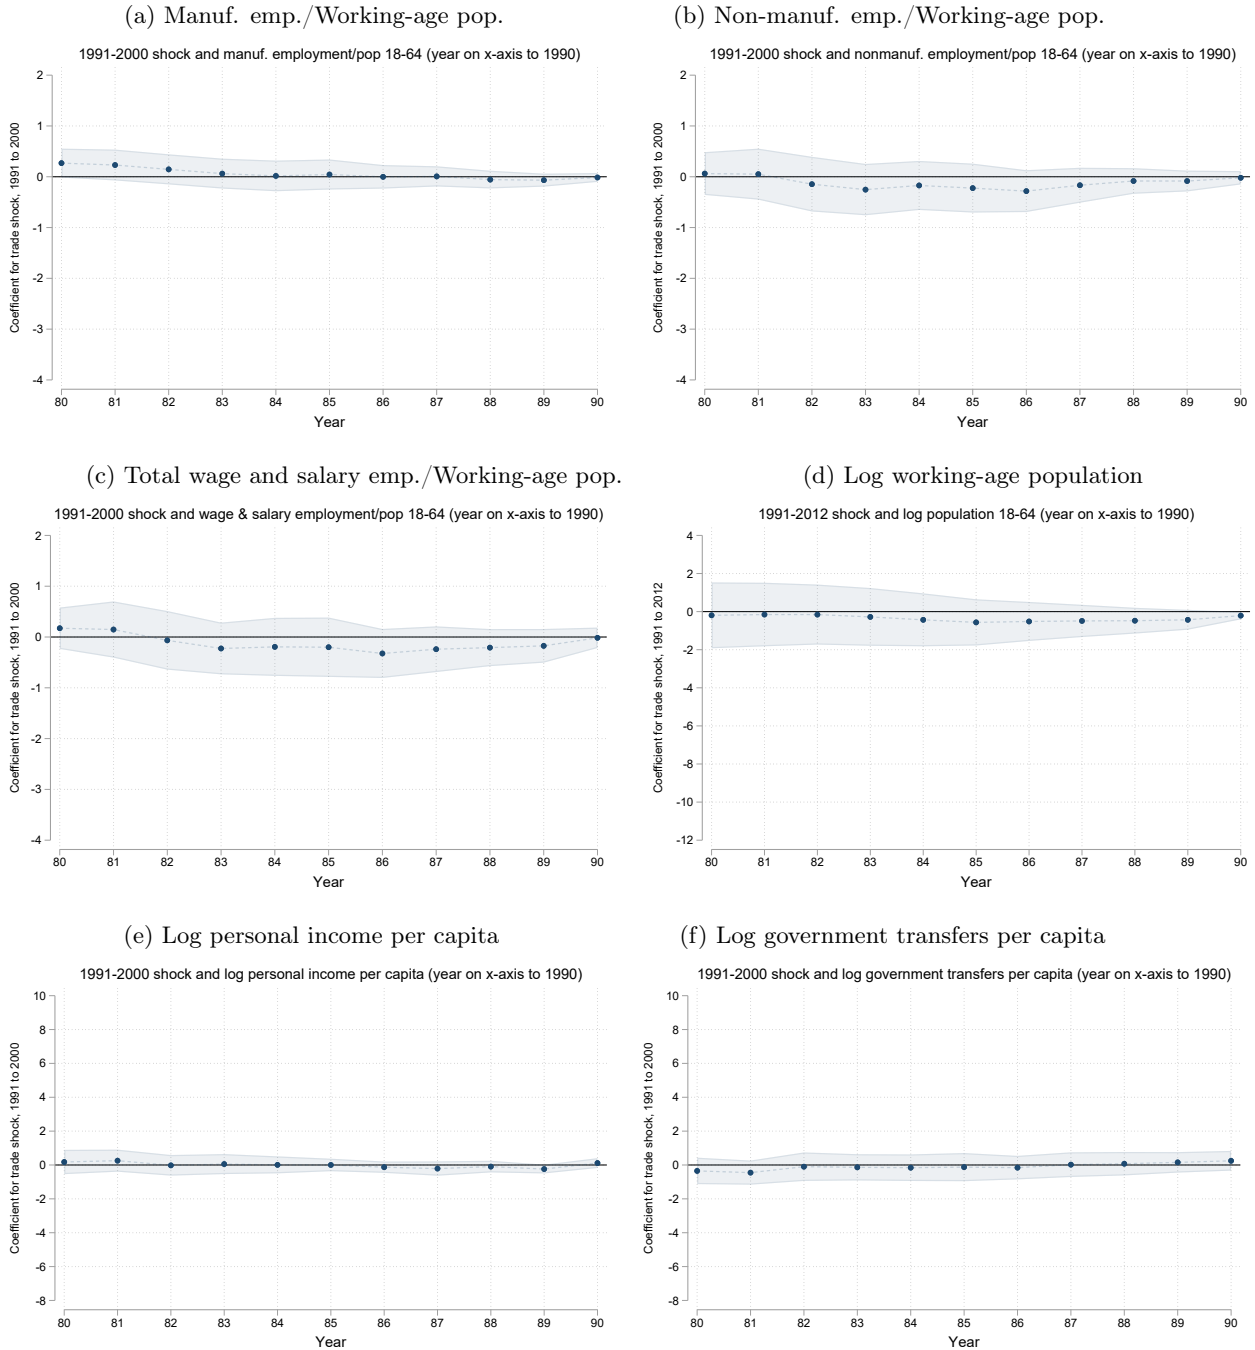 (a) Manuf. emp./Working-age pop.
1991-2000 shock and manuf. employment/pop 18-64 (year on x-axis to 1990)
Coefficient for trade shock, 1991 to 2000
2
1
0
-1
-2
-3
-4
80 81 82 83 84 85 86 87 88 89 90
Year
(b) Non-manuf. emp./Working-age pop.
1991-2000 shock and nonmanuf. employment/pop 18-64 (year on x-axis to 1990)
Coefficient for trade shock, 1991 to 2000
2
1
0
-1
-2
-3
-4
80 81 82 83 84 85 86 87 88 89 90
Year
(c) Total wage and salary emp./Working-age pop.
1991-2000 shock and wage & salary employment/pop 18-64 (year on x-axis to 1990)
Coefficient for trade shock, 1991 to 2000
2
1
0
-1
-2
-3
-4
80 81 82 83 84 85 86 87 88 89 90
Year
(d) Log working-age population
1991-2012 shock and log population 18-64 (year on x-axis to 1990)
Coefficient for trade shock, 1991 to 2012
4
2
0
-2
-4
-6
-8
-10
-12
80 81 82 83 84 85 86 87 88 89 90
Year
(e) Log personal income per capita
1991-2000 shock and log personal income per capita (year on x-axis to 1990)
Coefficient for trade shock, 1991 to 2000
10
8
6
4
2
0
-2
-4
-6
-8
80 81 82 83 84 85 86 87 88 89 90
Year
(f) Log government transfers per capita
1991-2000 shock and log government transfers per capita (year on x-axis to 1990)
Coefficient for trade shock, 1991 to 2000
10
8
6
4
2
0
-2
-4
-6
-8
80 81 82 83 84 85 86 87 88 89 90
Year